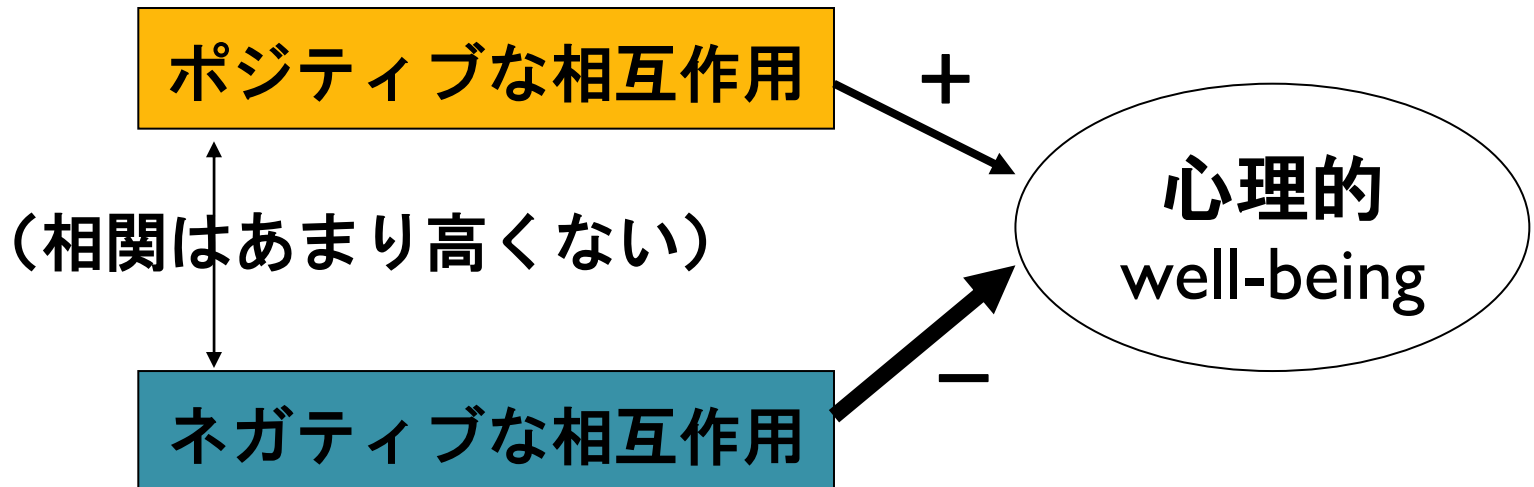 ポジティブな相互作用
+
心理的
well-being
（相関はあまり高くない）
−
ネガティブな相互作用